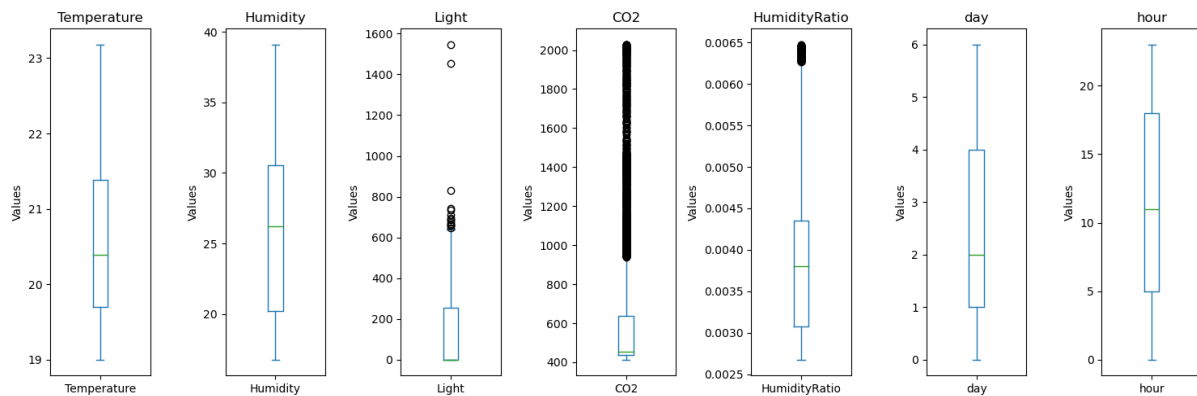 Temperature
23
22
21
20
19
Values
Temperature
Humidity
40
35
30
25
20
Values
Humidity
Light
1600
1400
1200
1000
800
600
400
200
0
Values
Light
CO2
2000
1800
1600
1400
1200
1000
800
600
400
Values
CO2
HumidityRatio
0.0065
0.0060
0.0055
0.0050
0.0045
0.0040
0.0035
0.0030
0.0025
Values
HumidityRatio
day
6
5
4
3
2
1
0
Values
day
hour
20
15
10
5
0
Values
hour